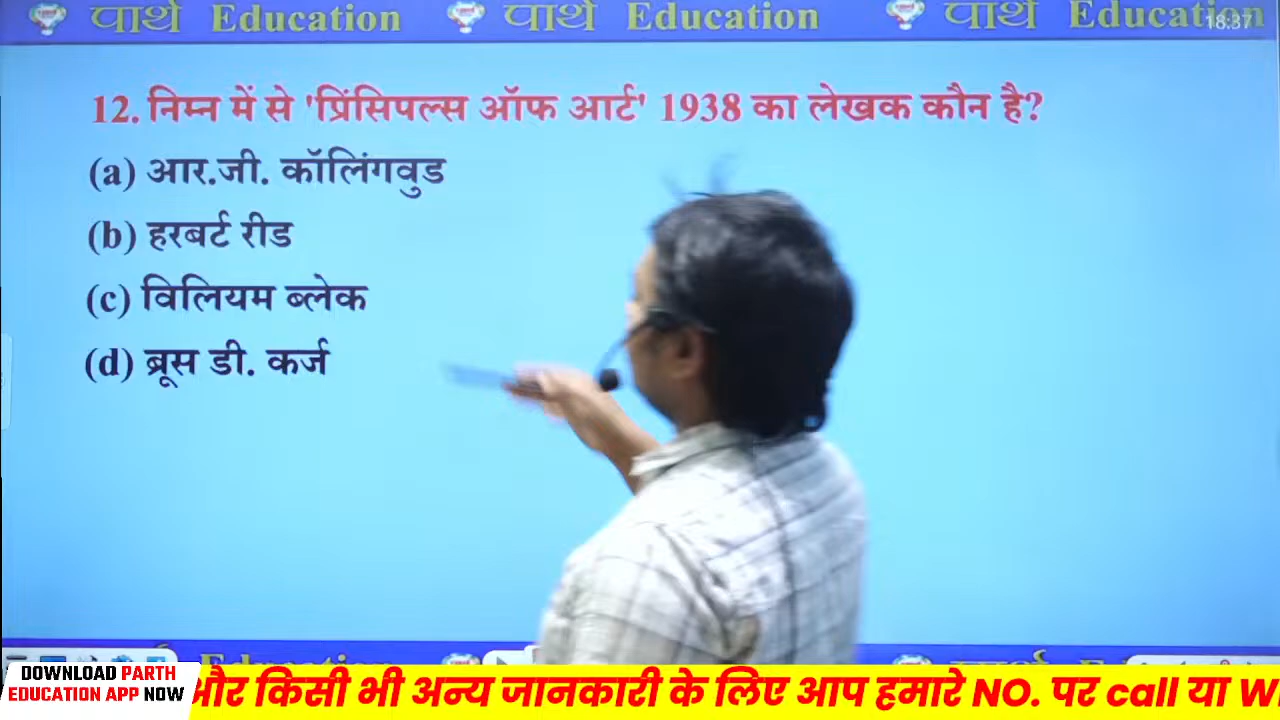 पार्थ Education पार्थ Education पार्थ Education
18:37
12. निम्न में से 'प्रिंसिपल्स ऑफ आर्ट' 1938 का लेखक कौन है?
(a) आर.जी. कॉलिंगवुड
(b) हरबर्ट रीड
(c) विलियम ब्लेक
(d) ब्रूस डी. कर्ज
DOWNLOAD PARTH
EDUCATION APP NOW
और किसी भी अन्य जानकारी के लिए आप हमारे NO. पर call या W